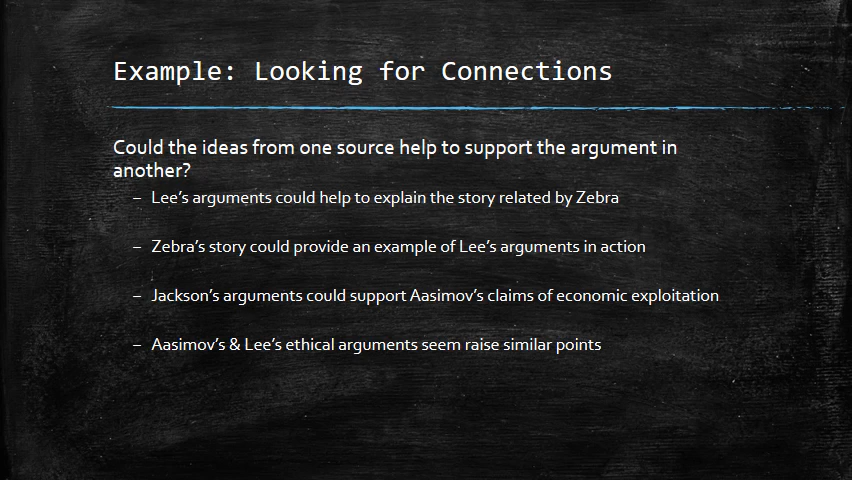 Example: Looking for Connections
Could the ideas from one source help to support the argument in
another?
– Lee’s arguments could help to explain the story related by Zebra
– Zebra’s story could provide an example of Lee’s arguments in action
– Jackson’s arguments could support Aasimov’s claims of economic exploitation
– Aasimov’s & Lee’s ethical arguments seem raise similar points